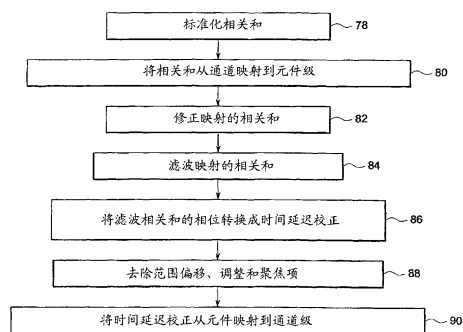 标准化相关和
78
将相关和从通道映射到元件级
80
修正映射的相关和
82
滤波映射的相关和
84
将滤波相关和的相位转换成时间延迟校正
86
去除范围偏移、调整和聚焦项
88
将时间延迟校正从元件映射到通道级
90